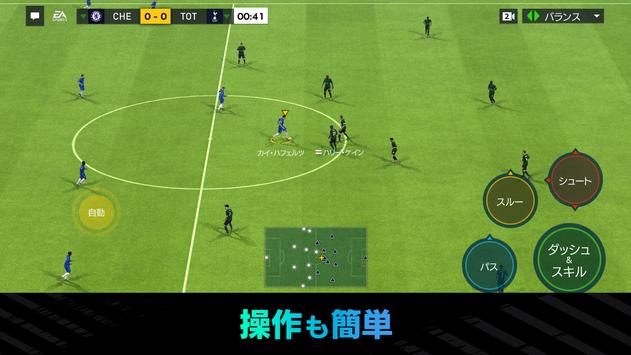 EA SPORTS
CHE 0 - 0 TOT 00:41
2
バランス
カイ・ハフェルツ
ハリー・ケイン
自動
シュート
スルー
ダッシュ
&
スキル
パス
操作も簡単